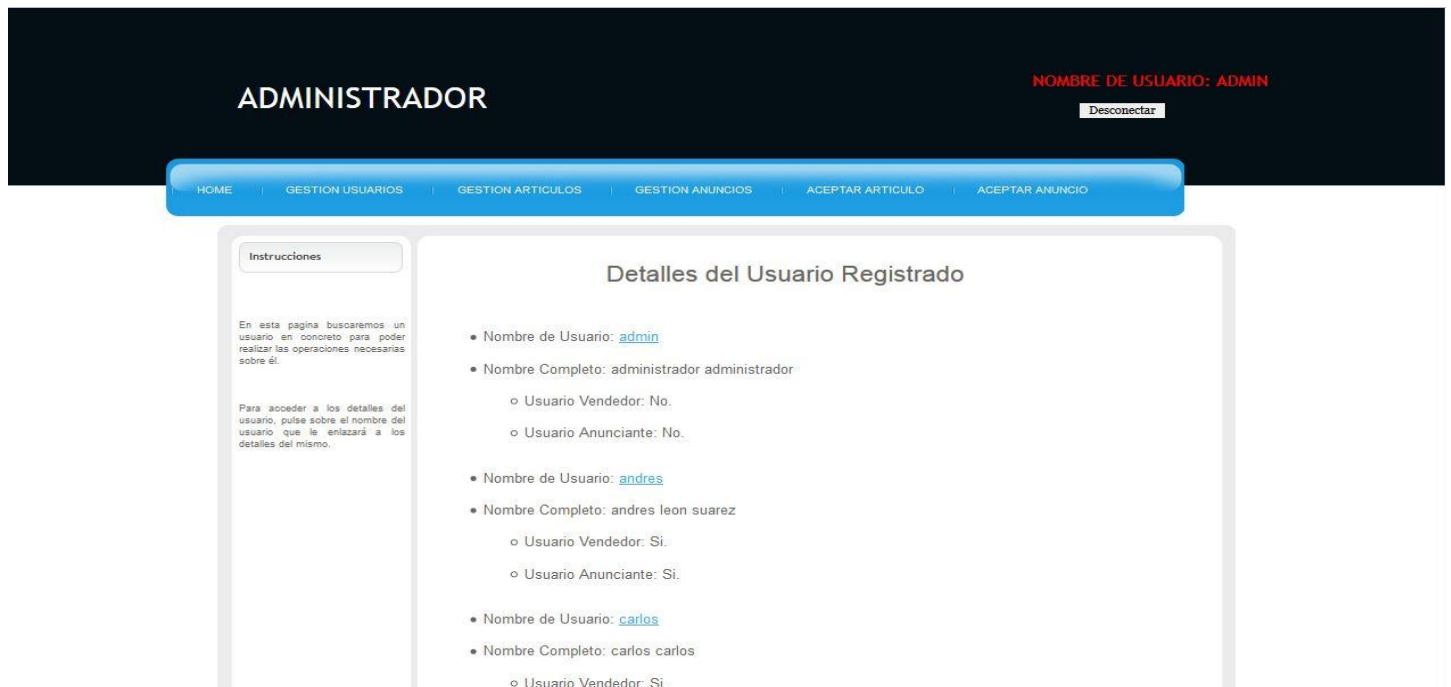 ADMINISTRADOR
NOMBRE DE USUARIO: ADMIN
Desconectar
HOME
GESTION USUARIOS
GESTION ARTICULOS
GESTION ANUNCIOS
ACEPTAR ARTICULO
ACEPTAR ANUNCIO
Instrucciones
En esta pagina buscaremos un
usuario en concreto para poder
realizar las operaciones necesarias
sobre él.
Para acceder a los detalles del
usuario, pulse sobre el nombre del
usuario que le enlazará a los
detalles del mismo.
Detalles del Usuario Registrado
Nombre de Usuario: admin
Nombre Completo: administrador administrador
Usuario Vendedor: No.
Usuario Anunciante: No.
Nombre de Usuario: andres
Nombre Completo: andres leon suarez
Usuario Vendedor: Si.
Usuario Anunciante: Si.
Nombre de Usuario: carlos
Nombre Completo: carlos carlos
Usuario Vendedor: Si